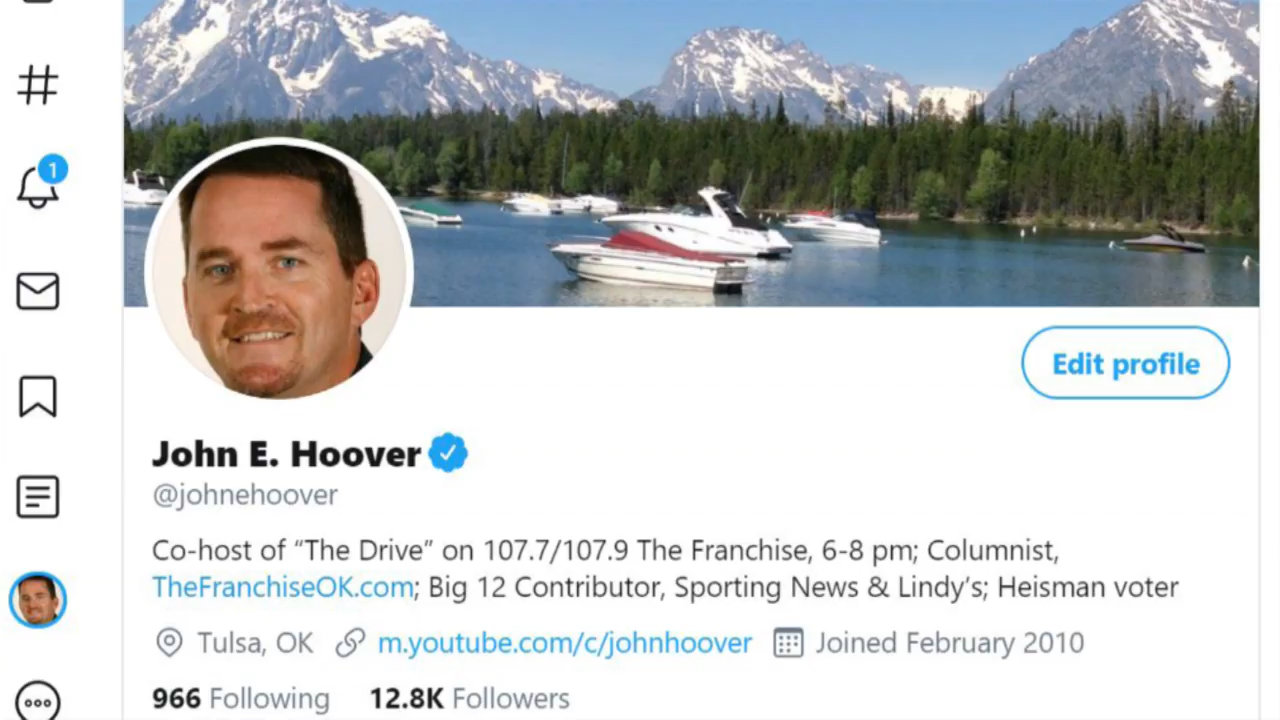 1
Edit profile
John E. Hoover
@johnehoover
Co-host of “The Drive” on 107.7/107.9 The Franchise, 6-8 pm; Columnist,
TheFranchiseOK.com; Big 12 Contributor, Sporting News & Lindy’s; Heisman voter
Tulsa, OK m.youtube.com/c/johnhoover Joined February 2010
966 Following 12.8K Followers